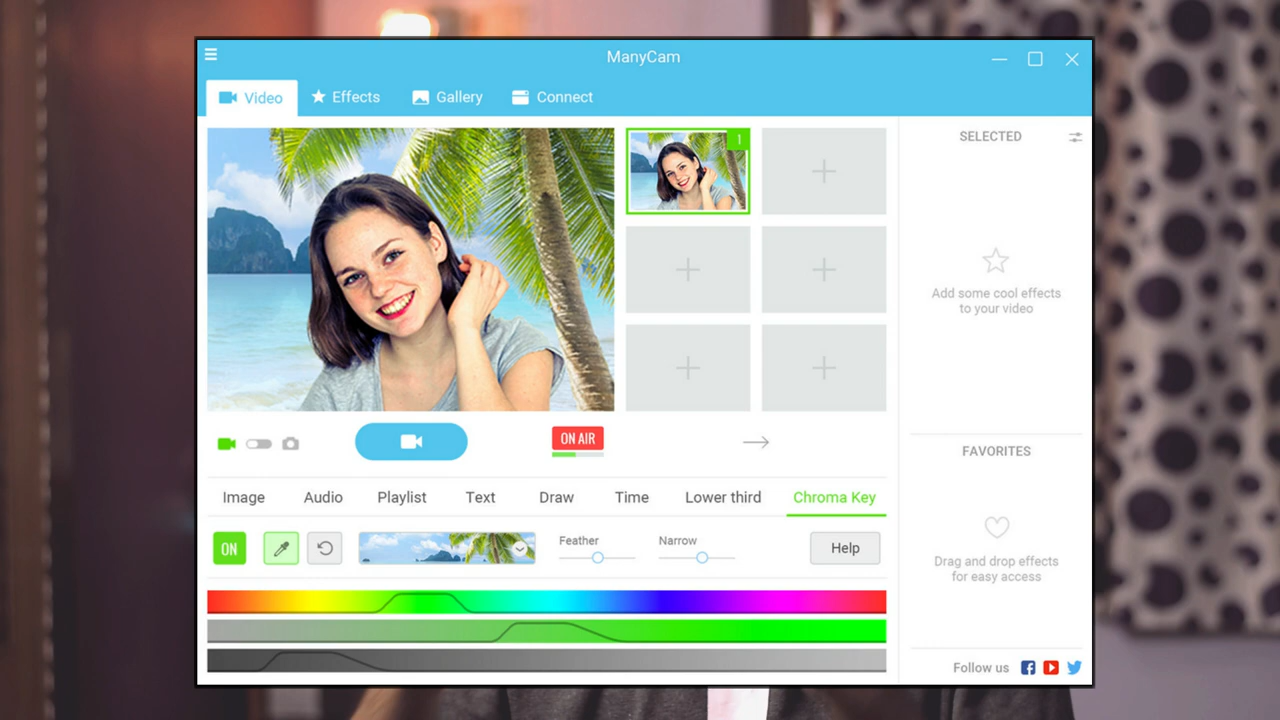 ManyCam
Video Effects Gallery Connect
1
SELECTED
Add some cool effects
to your video
ON AIR
FAVORITES
Image Audio Playlist Text Draw Time Lower third Chroma Key
ON Feather Narrow Help
Drag and drop effects
for easy access
Follow us